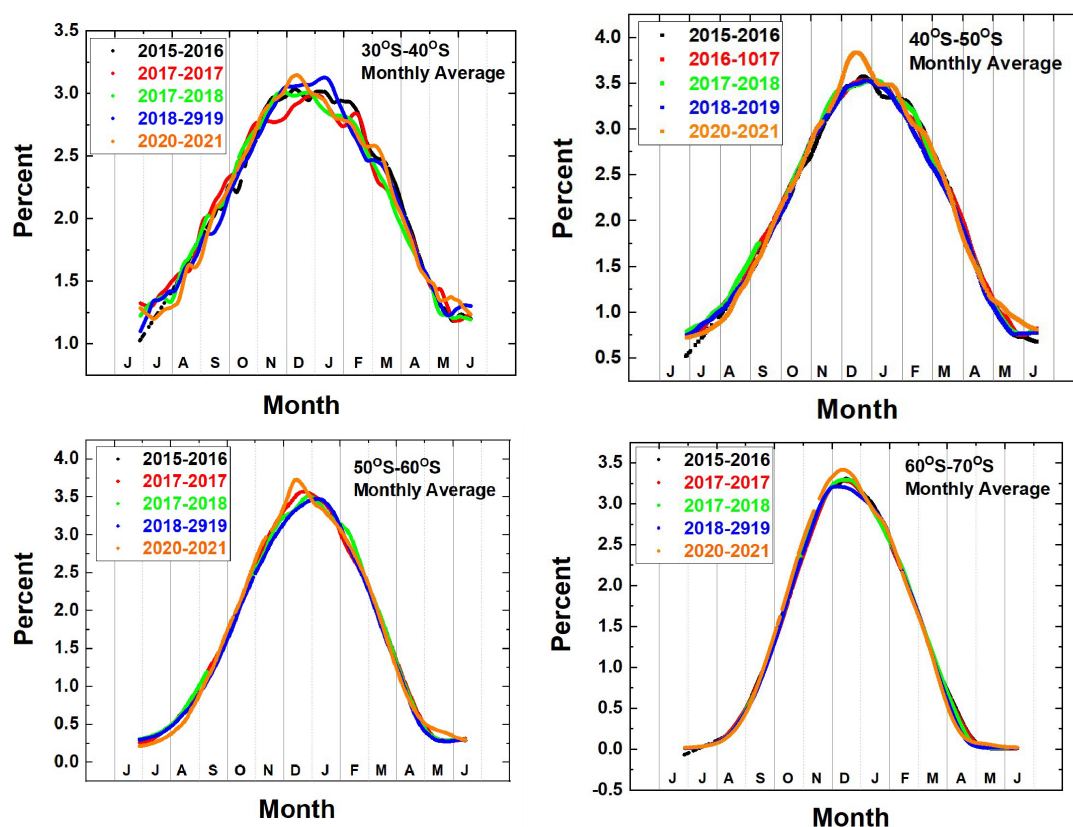 3.5
3.0
2.5
2.0
1.5
1.0
Percent
2015-2016
2017-2017
2017-2018
2018-2919
2020-2021
30°S-40°S
Monthly Average
J J A S O N D J F M A M J
Month
4.0
3.5
3.0
2.5
2.0
1.5
1.0
0.5
Percent
2015-2016
2016-1017
2017-2018
2018-2019
2020-2021
40°S-50°S
Monthly Average
J J A S O N D J F M A M J
Month
4.0
3.5
3.0
2.5
2.0
1.5
1.0
0.5
0.0
Percent
2015-2016
2017-2017
2017-2018
2018-2919
2020-2021
50°S-60°S
Monthly Average
J J A S O N D J F M A M J
Month
3.5
3.0
2.5
2.0
1.5
1.0
0.5
0.0
-0.5
Percent
2015-2016
2017-2017
2017-2018
2018-2919
2020-2021
60°S-70°S
Monthly Average
J J A S O N D J F M A M J
Month